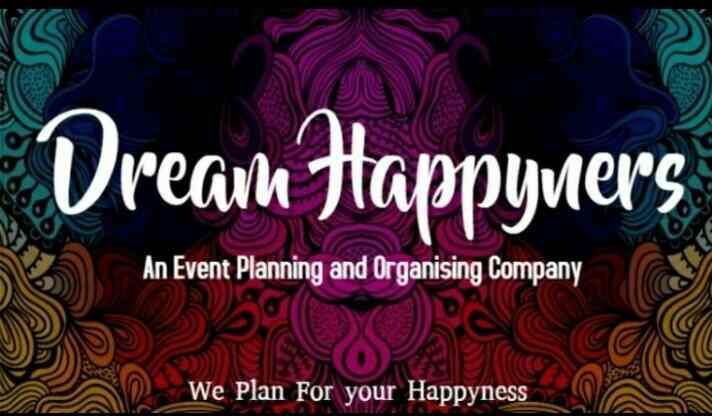 Dream Happyners
An Event Planning and Organising Company
We Plan For your Happyness